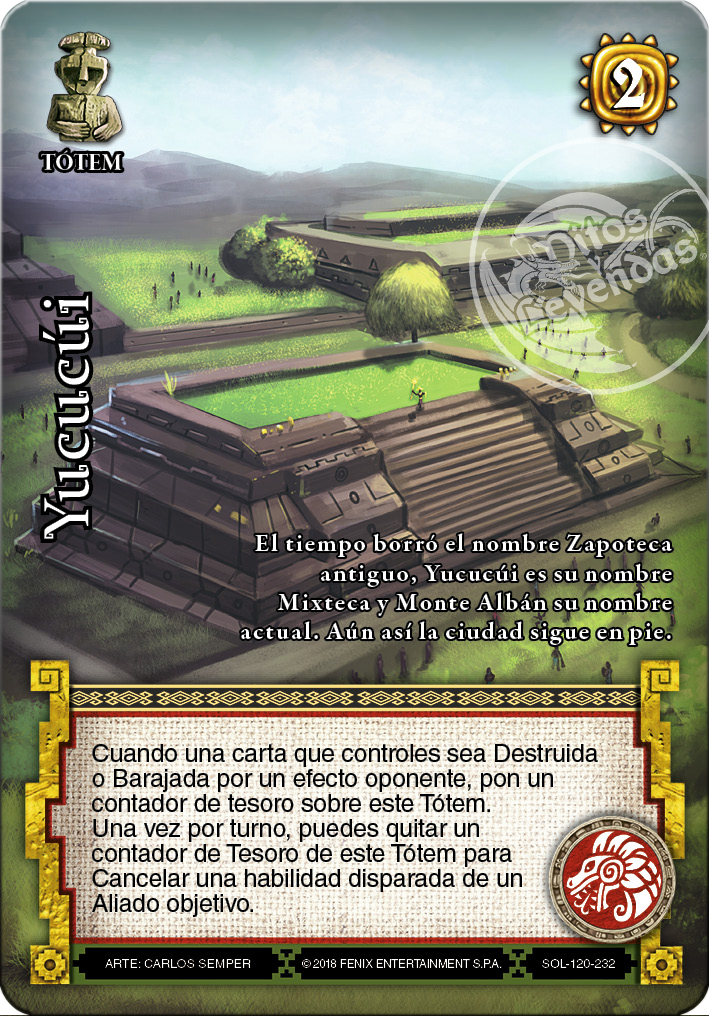 TÓTEM
2
Mitos
y
Leyendas
Yucucúi
El tiempo borró el nombre Zapoteca
antiguo, Yucucúi es su nombre
Mixteca y Monte Albán su nombre
actual. Aún así la ciudad sigue en pie.
Cuando una carta que controles sea Destruida
o Barajada por un efecto oponente, pon un
contador de tesoro sobre este Tótem.
Una vez por turno, puedes quitar un
contador de Tesoro de este Tótem para
Cancelar una habilidad disparada de un
Aliado objetivo.
ARTE: CARLOS SEMPER
©2018 FENIX ENTERTAINMENT S.P.A.
SOL-120-232